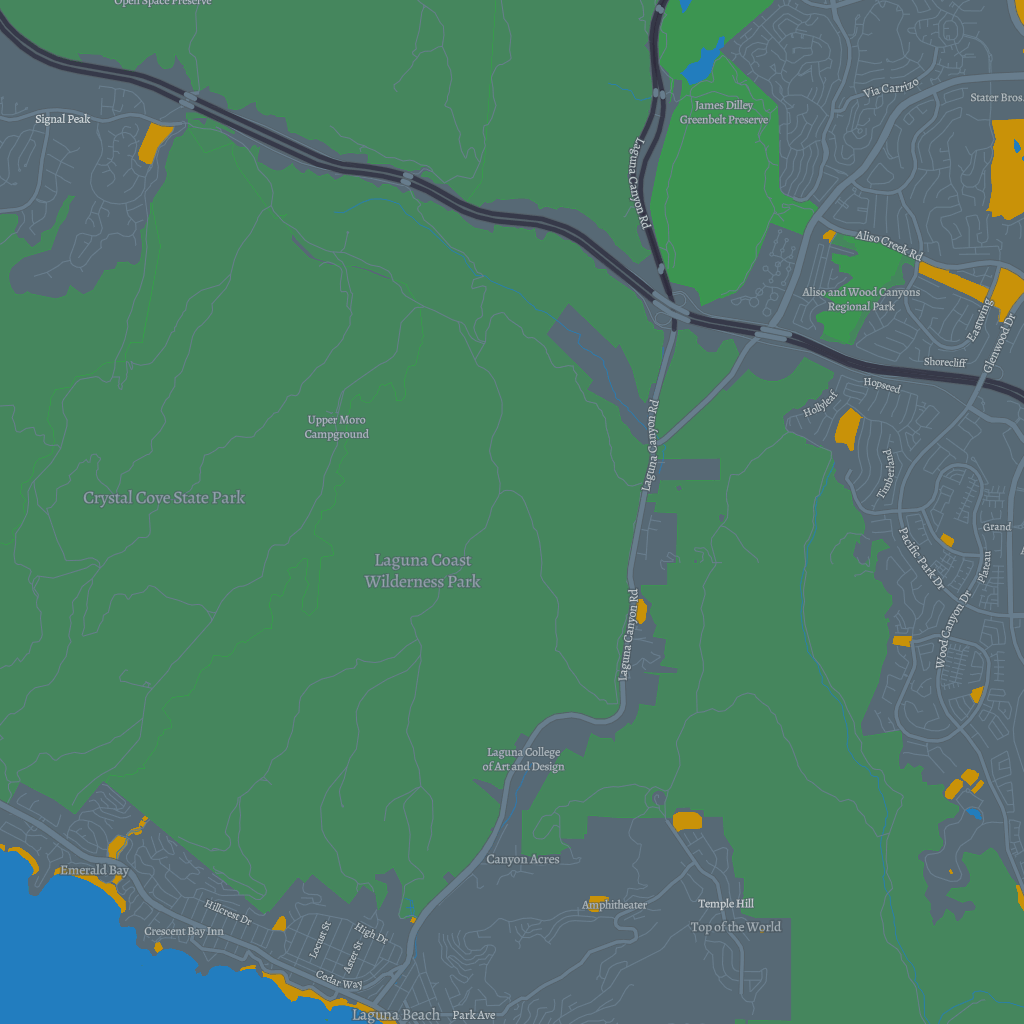 Open Space Preserve
Via Carrizo
Stater Bros.
James Dilley
Greenbelt Preserve
Signal Peak
Laguna Canyon Rd
Aliso Creek Rd
Aliso and Wood Canyons
Regional Park
Eastwing
Glenwood Dr
Shorecliff
Hopseed
Hollyleaf
Upper Moro
Campground
Laguna Canyon Rd
Timberland
Crystal Cove State Park
Grand
Pacific Park Dr
Plateau
Laguna Coast
Wilderness Park
Laguna Canyon Rd
Wood Canyon Dr
Laguna College
of Art and Design
Canyon Acres
Emerald Bay
Hillcrest Dr
Amphitheater
Temple Hill
Top of the World
Crescent Bay Inn
Locust St
High Dr
Aster St
Cedar Way
Laguna Beach
Park Ave